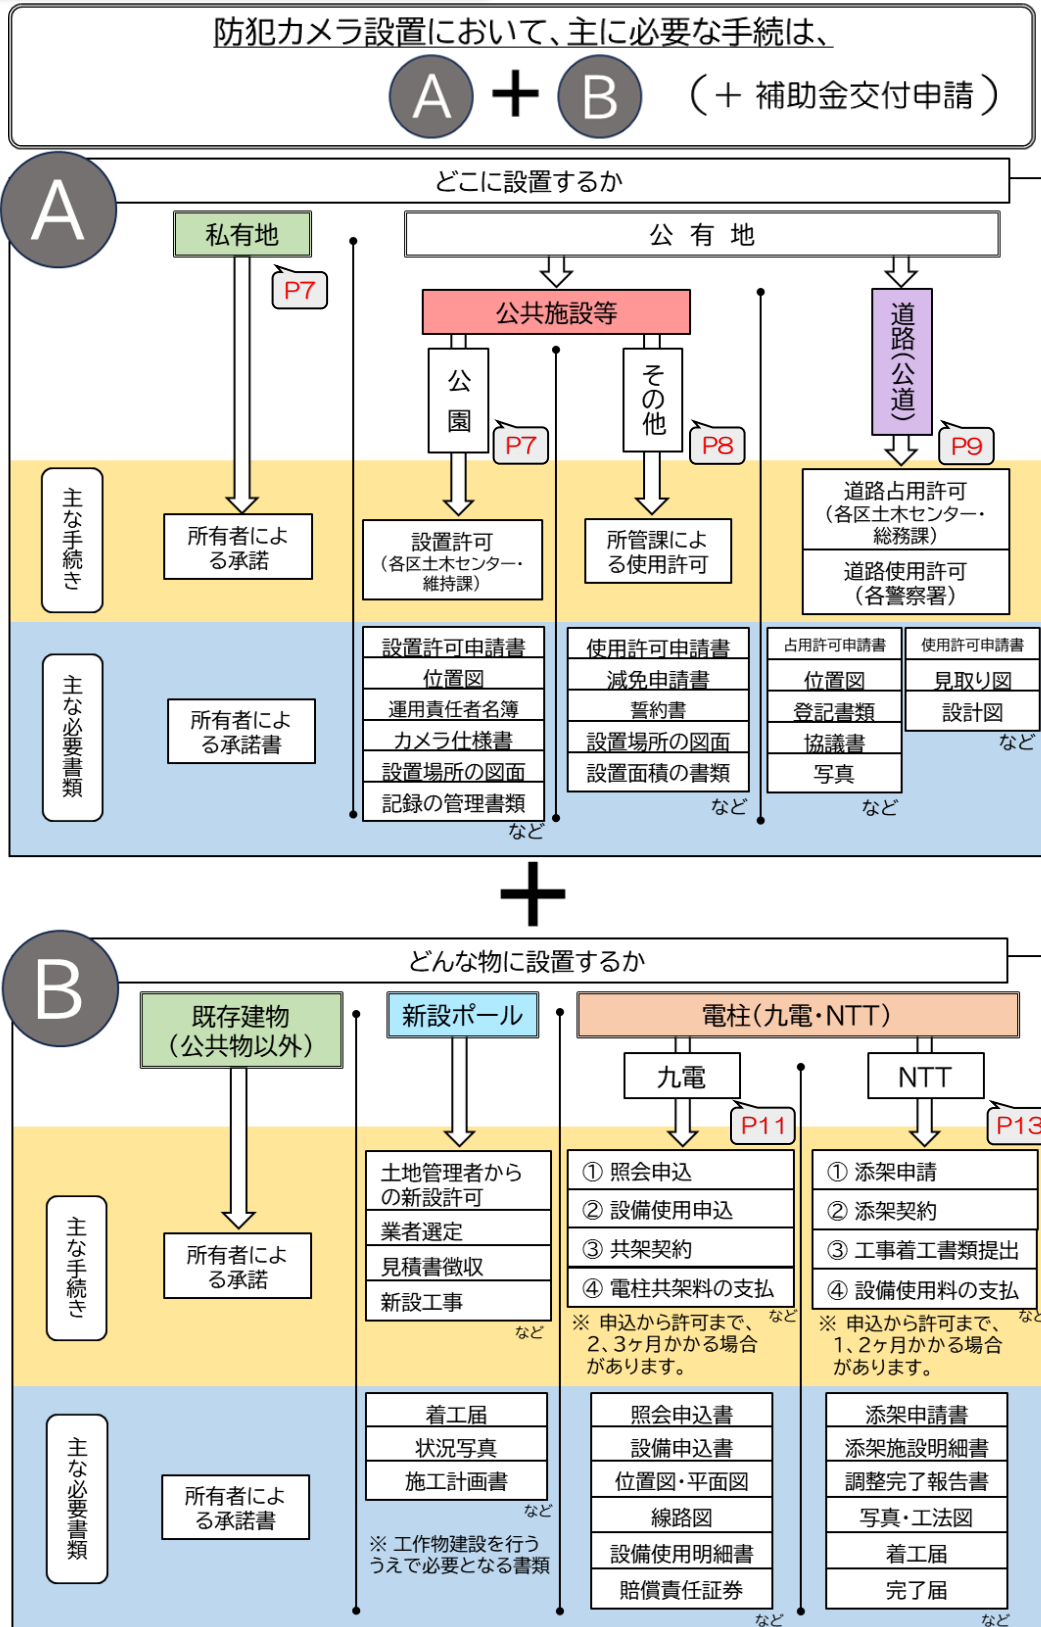 防犯カメラ設置において、主に必要な手続は、
A + B (+ 補助金交付申請)
A
どこに設置するか
私有地
P7
公有地
公共施設等
公園
P7
その他
P8
道路(公道)
P9
主な手続き
所有者によ
る承諾
設置許可
(各区土木センター・
維持課)
所管課によ
る使用許可
道路占用許可
(各区土木センター・
総務課)
道路使用許可
(各警察署)
主な必要書類
所有者によ
る承諾書
設置許可申請書
位置図
運用責任者名簿
カメラ仕様書
設置場所の図面
記録の管理書類
など
使用許可申請書
減免申請書
誓約書
設置場所の図面
設置面積の書類
など
占用許可申請書
位置図
登記書類
協議書
写真
など
使用許可申請書
見取り図
設計図
など
+
B
どんな物に設置するか
既存建物
(公共物以外)
新設ポール
電柱(九電・NTT)
九電
P11
NTT
P13
主な手続き
所有者によ
る承諾
土地管理者から
の新設許可
業者選定
見積書徴収
新設工事
など
① 照会申込
② 設備使用申込
③ 共架契約
④ 電柱共架料の支払
など
※ 申込から許可まで、
2、3ヶ月かかる場合
があります。
① 添架申請
② 添架契約
③ 工事着工書類提出
④ 設備使用料の支払
など
※ 申込から許可まで、
1、2ヶ月かかる場合
があります。
主な必要書類
所有者によ
る承諾書
着工届
状況写真
施工計画書
など
※ 工作物建設を行う
うえで必要となる書類
照会申込書
設備申込書
位置図・平面図
線路図
設備使用明細書
賠償責任証券
など
添架申請書
添架施設明細書
調整完了報告書
写真・工法図
着工届
完了届
など